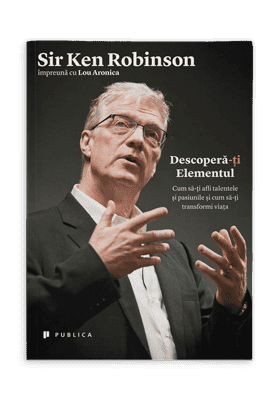 Sir Ken Robinson
împreună cu Lou Aronica
Descoperă-ți
Elementul
Cum să-ți afli talentele
și pasiunile și cum să-ți
transformi viața
PUBLICA